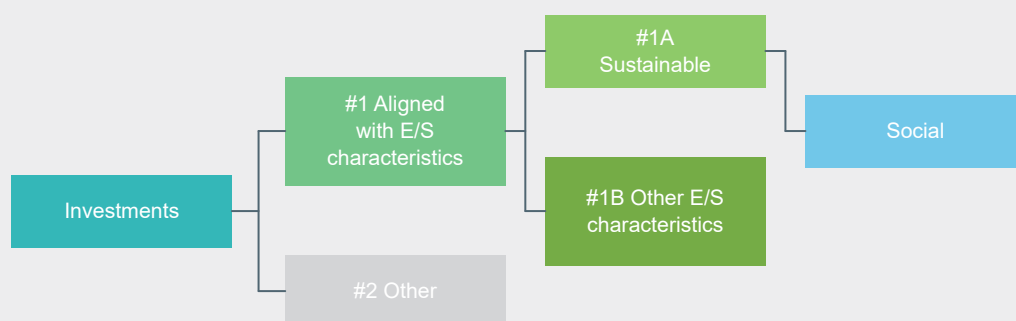 Investments
#1 Aligned
with E/S
characteristics
#2 Other
#1A
Sustainable
#1B Other E/S
characteristics
Social